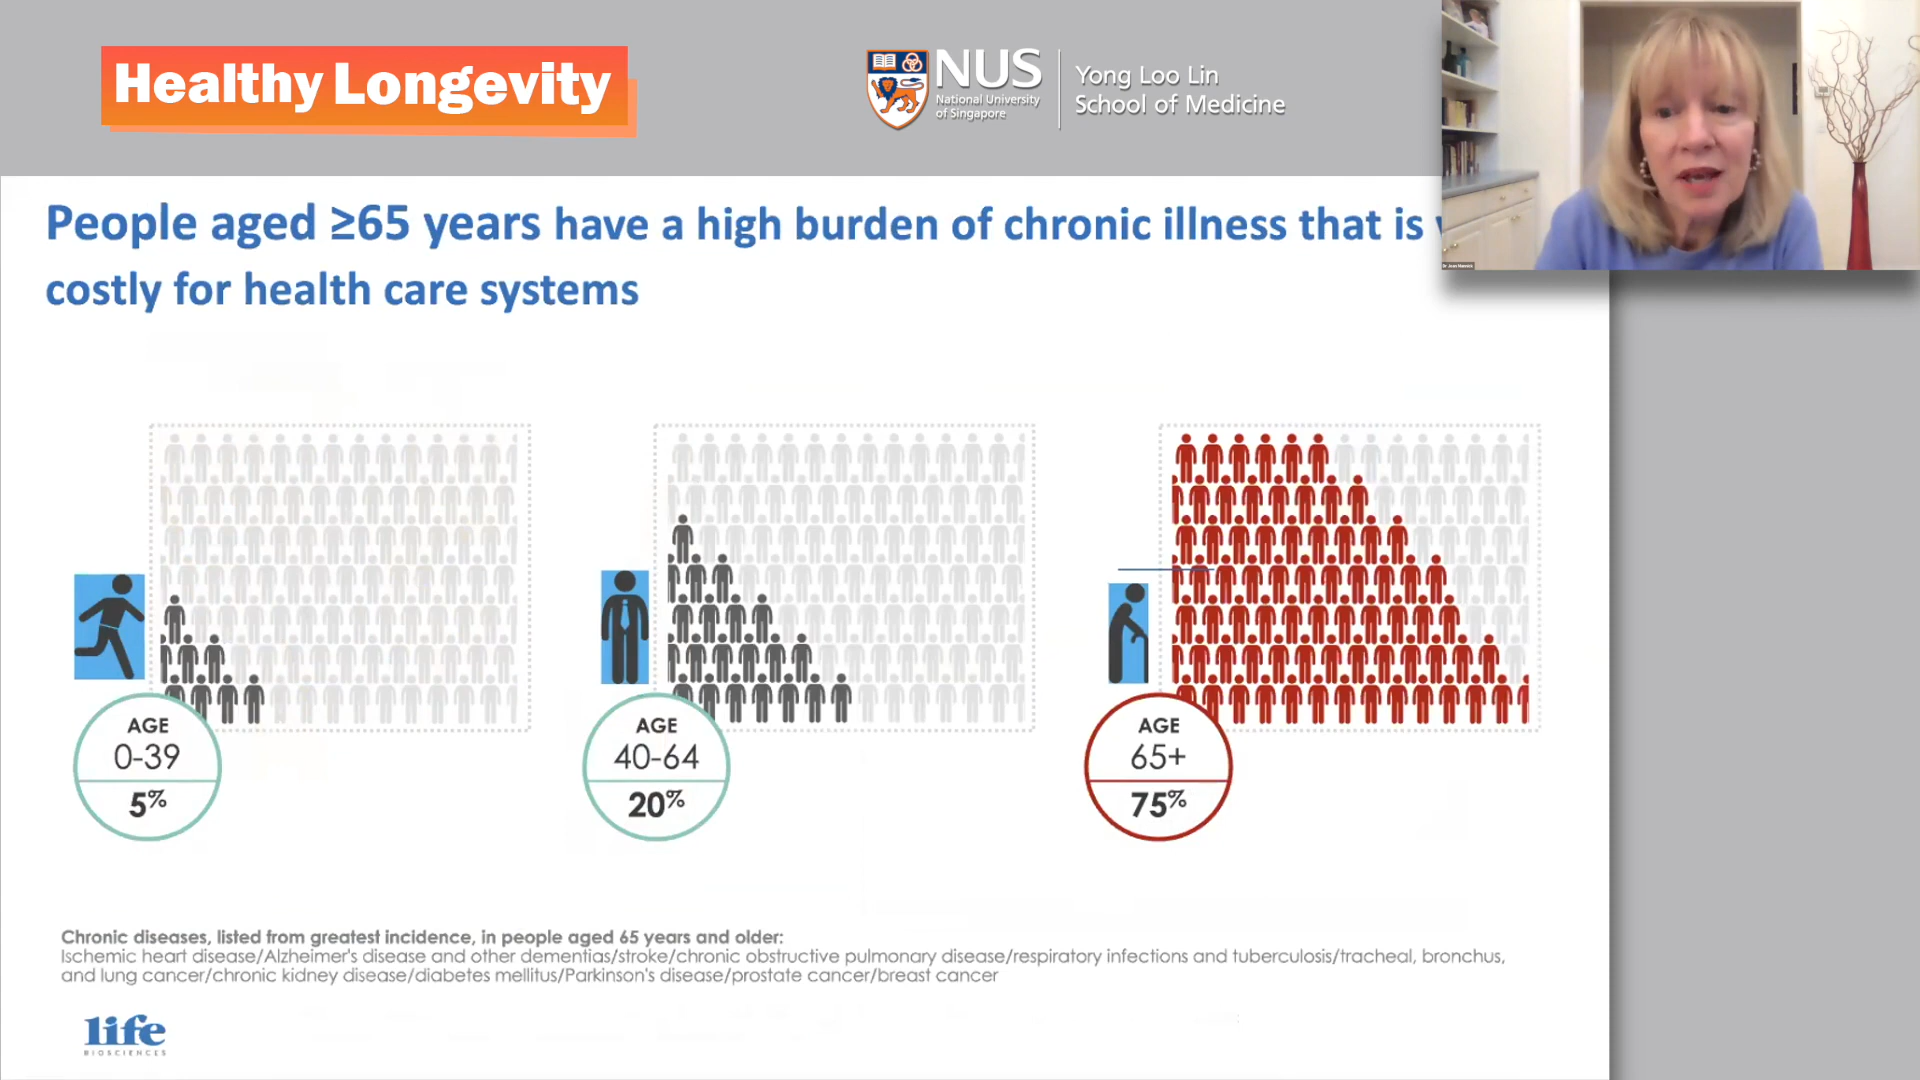 Healthy Longevity
NUS
National University
of Singapore
Yong Loo Lin
School of Medicine
People aged ≥65 years have a high burden of chronic illness that is
costly for health care systems
AGE
0-39
5%
AGE
40-64
20%
AGE
65+
75%
Chronic diseases, listed from greatest incidence, in people aged 65 years and older:
Ischemic heart disease/Alzheimer's disease and other dementias/stroke/chronic obstructive pulmonary disease/respiratory infections and tuberculosis/tracheal, bronchus,
and lung cancer/chronic kidney disease/diabetes mellitus/Parkinson's disease/prostate cancer/breast cancer
life
BIOSCIENCES